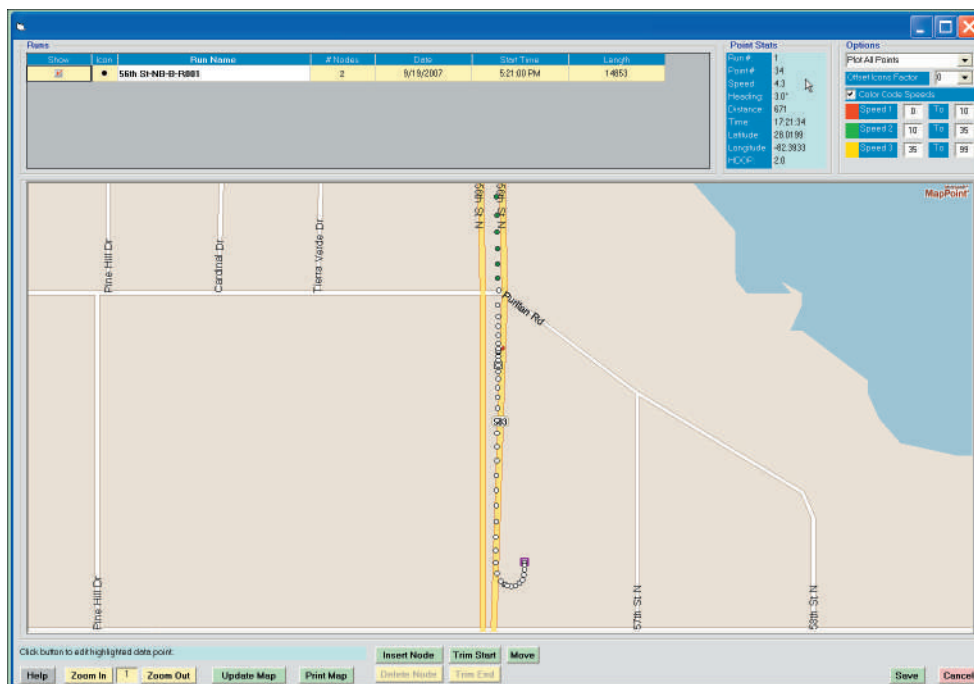 Runs
Show Icon Run Name # Nodes Date Start Time Length
56th St-NB-B-R001 2 9/19/2007 5:21:00 PM 14853
Point Stats
Run # 1
Point # 34
Speed 4.3
Heading: 3.0°
Distance: 671
Time: 17:21:34
Latitude 28.0199
Longitude -82.3933
HDOP: 2.0
Options
Plot All Points
Offset Icons Factor 0
Color Code Speeds
Speed 1 0 To 10
Speed 2 10 To 35
Speed 3 35 To 99
MapPoint
56th St N
56th St N
Pine Hill Dr
Cardinal Dr
Tierra Verde Dr
Puritan Rd
583
Pine Hill Dr
57th St N
58th St N
Click button to edit highlighted data point:
Insert Node Trim Start Move
Help Zoom In 1 Zoom Out Update Map Print Map Delete Node Trim End Save Cancel